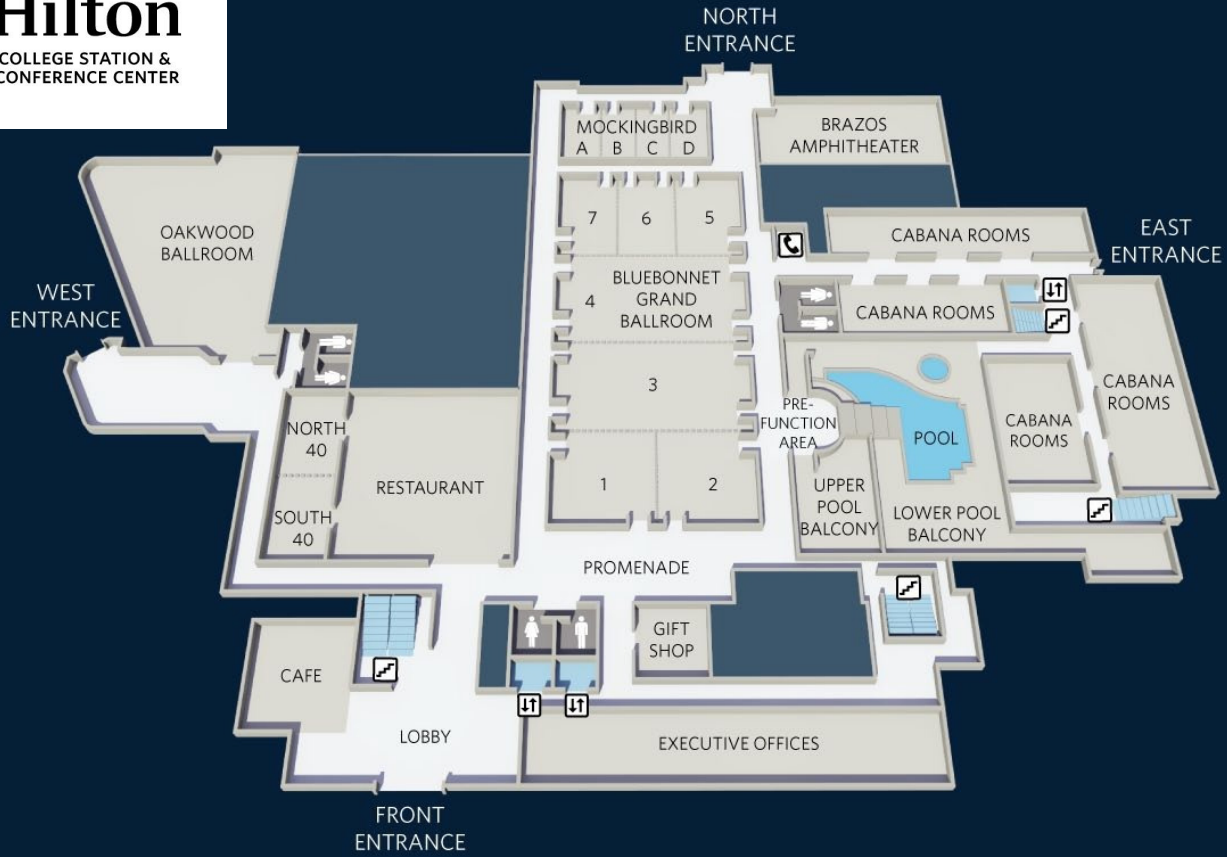 Hilton
COLLEGE STATION &
CONFERENCE CENTER
NORTH
ENTRANCE
MOCKINGBIRD
A B C D
BRAZOS
AMPHITHEATER
OAKWOOD
BALLROOM
7 6 5
CABANA ROOMS
EAST
ENTRANCE
WEST
ENTRANCE
4
BLUEBONNET
GRAND
BALLROOM
CABANA ROOMS
3
CABANA
ROOMS
PRE-
FUNCTION
AREA
POOL
CABANA
ROOMS
NORTH
40
RESTAURANT
1 2
UPPER
POOL
BALCONY
LOWER POOL
BALCONY
SOUTH
40
PROMENADE
GIFT
SHOP
CAFE
LOBBY
EXECUTIVE OFFICES
FRONT
ENTRANCE